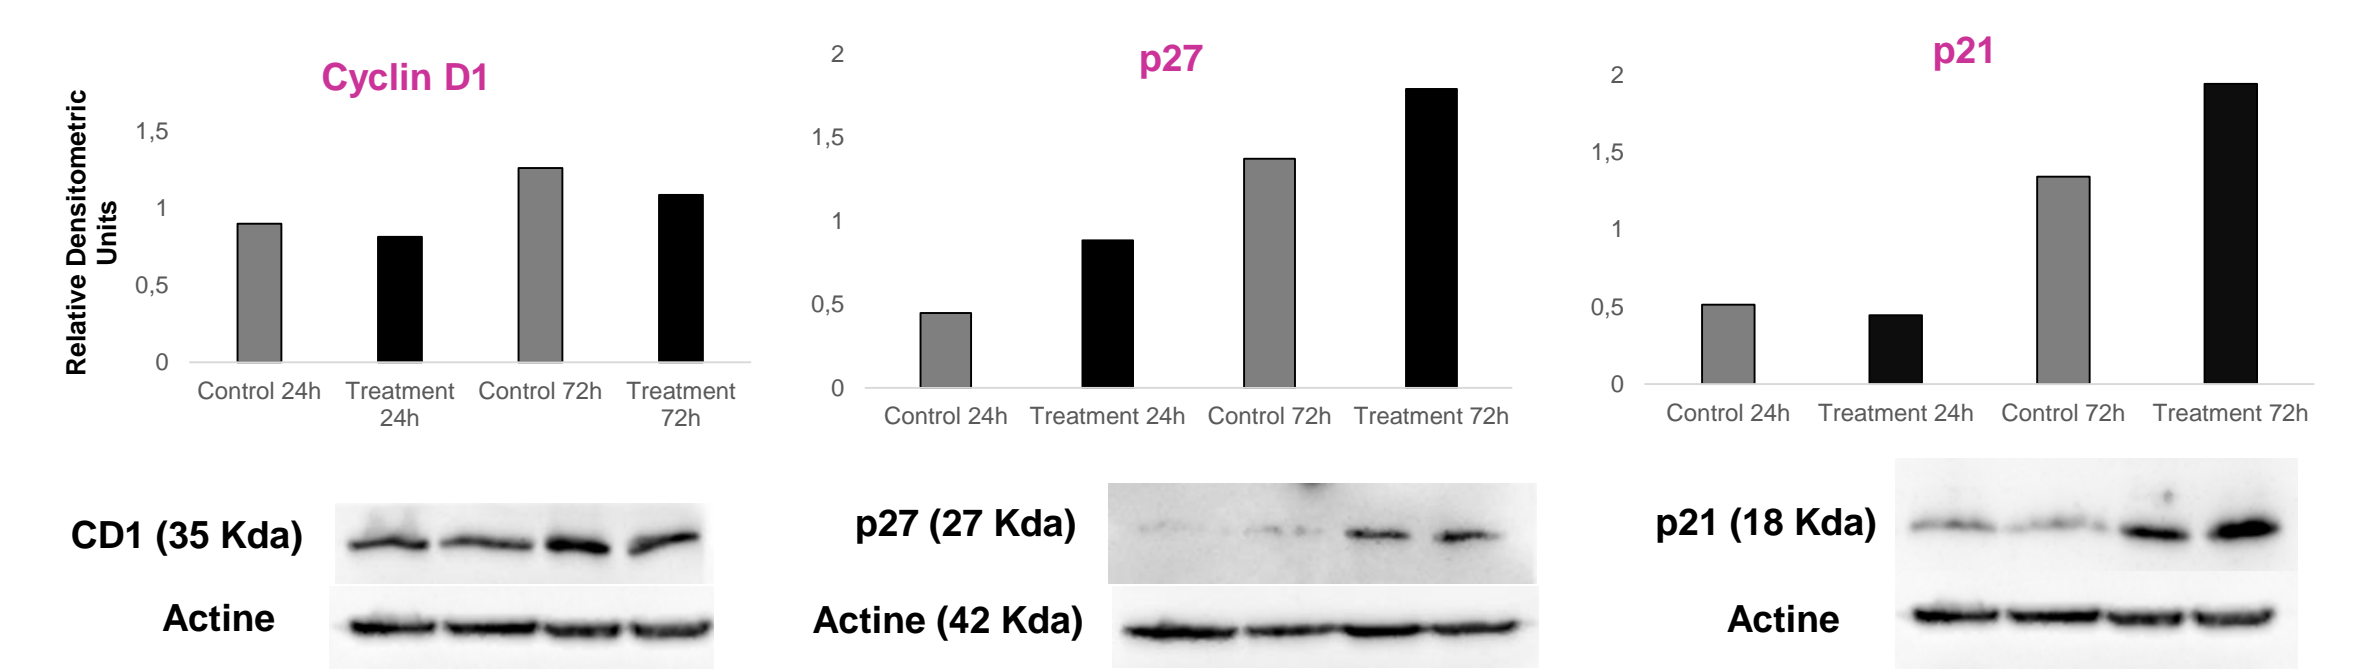 Cyclin D1
Relative Densitometric
Units
1,5
1
0,5
0
Control 24h
Treatment
24h
Control 72h
Treatment
72h
p27
2
1,5
1
0,5
0
Control 24h
Treatment 24h
Control 72h
Treatment 72h
p21
2
1,5
1
0,5
0
Control 24h
Treatment 24h
Control 72h
Treatment 72h
CD1 (35 Kda)
Actine
p27 (27 Kda)
Actine (42 Kda)
p21 (18 Kda)
Actine